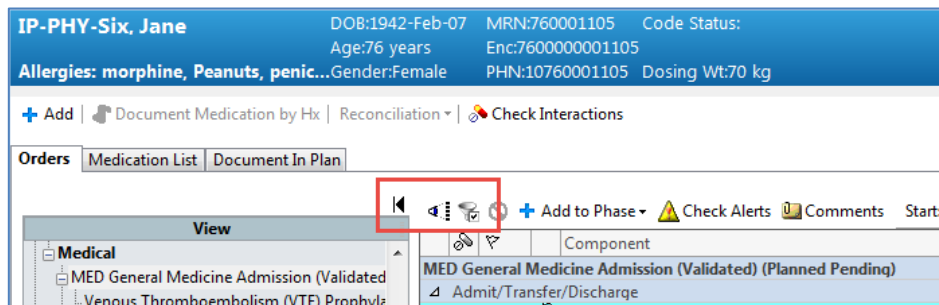 IP-PHY-Six, Jane DOB:1942-Feb-07 MRN:760001105 Code Status:
Age:76 years Enc:7600000001105
Allergies: morphine, Peanuts, penic...Gender:Female PHN:10760001105 Dosing Wt:70 kg
Add Document Medication by Hx Reconciliation Check Interactions
Orders Medication List Document In Plan
Add to Phase Check Alerts Comments Start:
View
Component
Medical
MED General Medicine Admission (Validated) (Planned Pending)
MED General Medicine Admission (Validated
Admit/Transfer/Discharge
Venous Thromboembolism (VTE) Prophyla